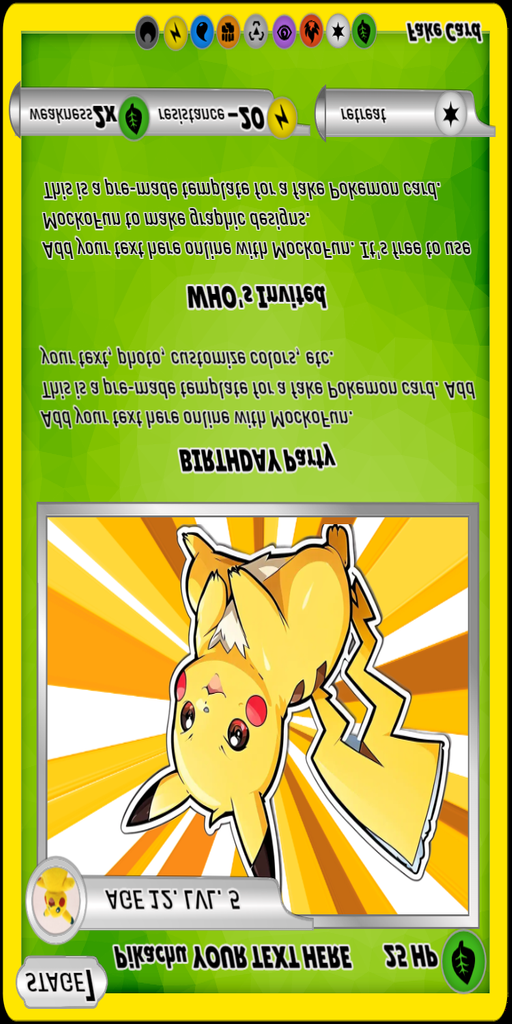 STAGE1
Pikachu YOUR TEXT HERE 25 HP
AGE 12. LVL. 5
BIRTHDAY Party
Add your text here online with MockoFun.
This is a pre-made template for a fake Pokemon card. Add
your text, photo, customize colors, etc.
WHO's Invited
Add your text here online with MockoFun. It's free to use
MockoFun to make graphic designs.
This is a pre-made template for a fake Pokemon card.
weakness 2x resistance -20 retreat
Fake Card